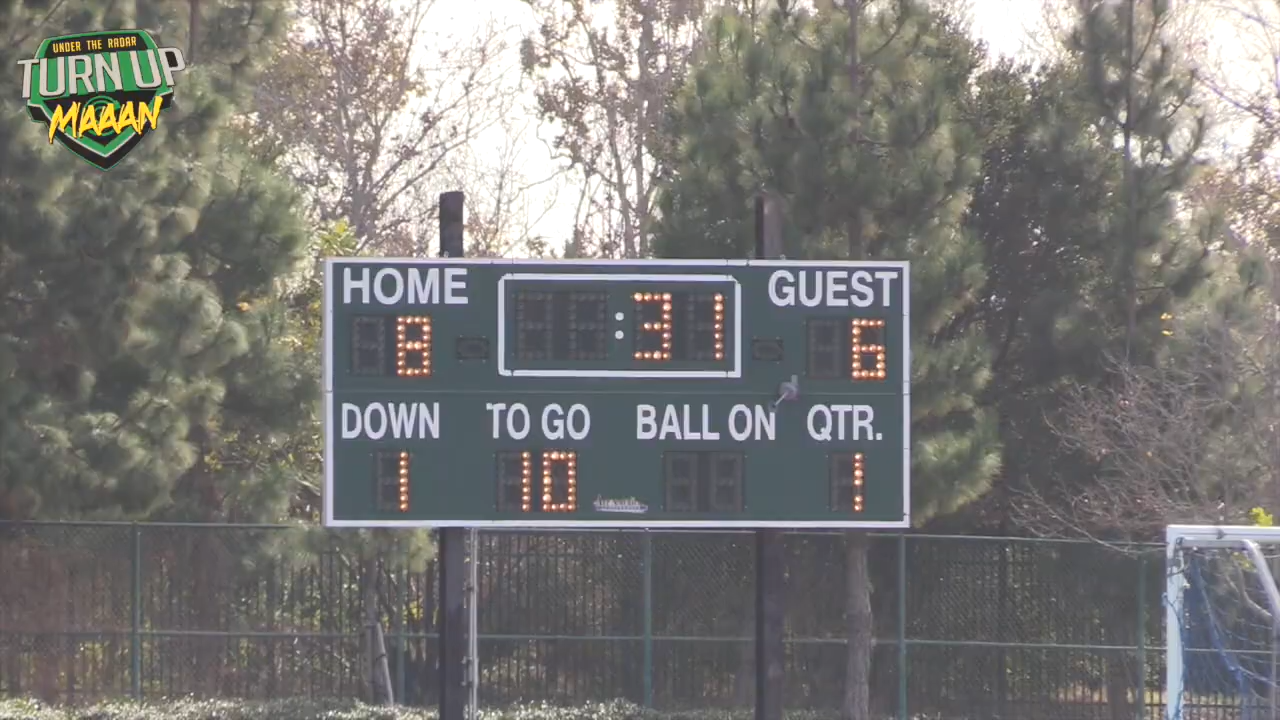 UNDER THE RADAR
TURN UP
MAAAN
HOME
:31
GUEST
8
6
DOWN
TO GO
BALL ON
QTR.
1
10
1